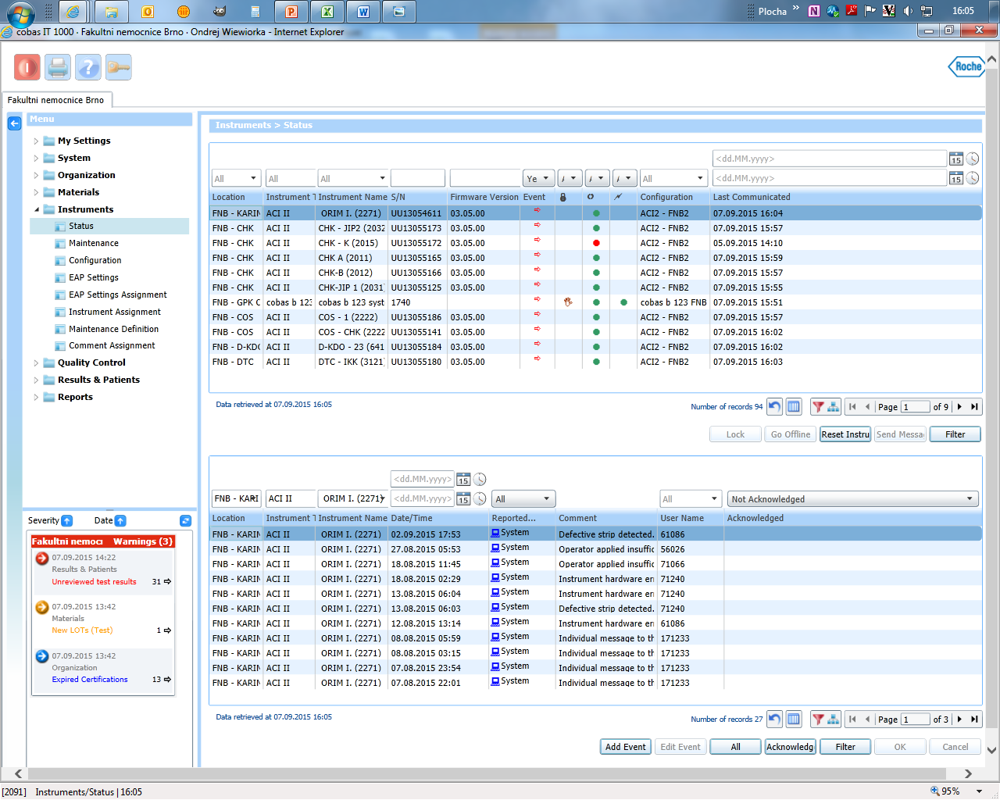 Plocha »
16:05
cobas IT 1000 - Fakultni nemocnice Brno - Ondrej Wiewiorka - Internet Explorer
Roche
Fakultni nemocnice Brno
Menu
My Settings
System
Organization
Materials
Instruments
Status
Maintenance
Configuration
EAP Settings
EAP Settings Assignment
Instrument Assignment
Maintenance Definition
Comment Assignment
Quality Control
Results & Patients
Reports
Severity Date
Fakultni nemoci Warnings (3)
07.09.2015 14:22
Results & Patients
Unreviewed test results 31
07.09.2015 13:42
Materials
New LOTs (Test) 1
07.09.2015 13:42
Organization
Expired Certifications 13
Instruments > Status
<dd.MM.yyyy> 15
All All All Ye All <dd.MM.yyyy> 15
Location Instrument T Instrument Name S/N Firmware Version Event Configuration Last Communicated
FNB - KARIN ACI II ORIM I. (2271) UU13054611 03.05.00 ACI2 - FNB2 07.09.2015 16:04
FNB - CHK ACI II CHK - JIP2 (2032 UU13055173 03.05.00 ACI2 - FNB2 07.09.2015 15:57
FNB - CHK ACI II CHK - K (2015) UU13055172 03.05.00 ACI2 - FNB2 05.09.2015 14:10
FNB - CHK ACI II CHK A (2011) UU13055165 03.05.00 ACI2 - FNB2 07.09.2015 15:59
FNB - CHK ACI II CHK-B (2012) UU13055166 03.05.00 ACI2 - FNB2 07.09.2015 15:57
FNB - CHK ACI II CHK-JIP 1 (2031) UU13055125 03.05.00 ACI2 - FNB2 07.09.2015 15:55
FNB - GPK C cobas b 123 cobas b 123 syst 1740 cobas b 123 FNB 07.09.2015 15:51
FNB - COS ACI II COS - 1 (2222) UU13055186 03.05.00 ACI2 - FNB2 07.09.2015 15:57
FNB - COS ACI II COS - CHK (2222 UU13055141 03.05.00 ACI2 - FNB2 07.09.2015 16:02
FNB - D-KDO ACI II D-KDO - 23 (641 UU13055184 03.05.00 ACI2 - FNB2 07.09.2015 16:02
FNB - DTC ACI II DTC - IKK (3121) UU13055180 03.05.00 ACI2 - FNB2 07.09.2015 16:03
Data retrieved at 07.09.2015 16:05
Number of records 94 Page 1 of 9
Lock Go Offline Reset Instru Send Messa Filter
<dd.MM.yyyy> 15
FNB - KARI ACI II ORIM I. (2271) <dd.MM.yyyy> 15 All All Not Acknowledged
Location Instrument T Instrument Name Date/Time Reported... Comment User Name Acknowledged
FNB - KARIN ACI II ORIM I. (2271) 02.09.2015 17:53 System Defective strip detected. 61086
FNB - KARIN ACI II ORIM I. (2271) 27.08.2015 05:53 System Operator applied insuffic 56026
FNB - KARIN ACI II ORIM I. (2271) 18.08.2015 11:45 System Operator applied insuffic 71066
FNB - KARIN ACI II ORIM I. (2271) 18.08.2015 02:29 System Instrument hardware en 71240
FNB - KARIN ACI II ORIM I. (2271) 13.08.2015 06:04 System Instrument hardware en 71240
FNB - KARIN ACI II ORIM I. (2271) 13.08.2015 06:03 System Defective strip detected. 71240
FNB - KARIN ACI II ORIM I. (2271) 12.08.2015 13:14 System Instrument hardware en 61086
FNB - KARIN ACI II ORIM I. (2271) 08.08.2015 05:59 System Individual message to th 171233
FNB - KARIN ACI II ORIM I. (2271) 08.08.2015 03:15 System Individual message to th 171233
FNB - KARIN ACI II ORIM I. (2271) 07.08.2015 23:54 System Individual message to th 171233
FNB - KARIN ACI II ORIM I. (2271) 07.08.2015 22:01 System Individual message to th 171233
Data retrieved at 07.09.2015 16:05
Number of records 27 Page 1 of 3
Add Event Edit Event All Acknowledg Filter OK Cancel
[2091] Instruments/Status | 16:05
95%